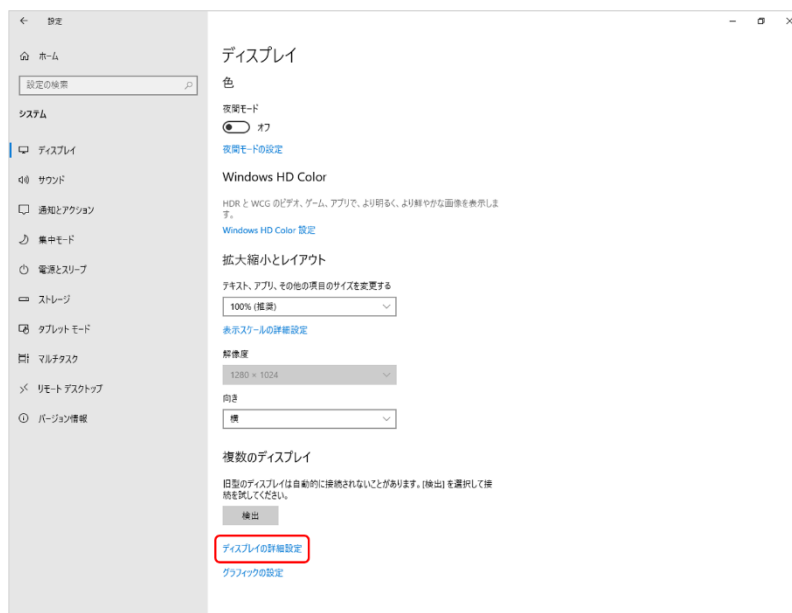 設定
ホーム
設定の検索
システム
ディスプレイ
サウンド
通知とアクション
集中モード
電源とスリープ
ストレージ
タブレット モード
マルチタスク
リモート デスクトップ
バージョン情報
ディスプレイ
色
夜間モード
オフ
夜間モードの設定
Windows HD Color
HDR と WCG のビデオ、ゲーム、アプリで、より明るく、より鮮やかな画像を表示しま
す。
Windows HD Color 設定
拡大縮小とレイアウト
テキスト、アプリ、その他の項目のサイズを変更する
100% (推奨)
表示スケールの詳細設定
解像度
1280 × 1024
向き
横
複数のディスプレイ
旧型のディスプレイは自動的に接続されないことがあります。[検出] を選択して接
続を試してください。
検出
ディスプレイの詳細設定
グラフィックの設定